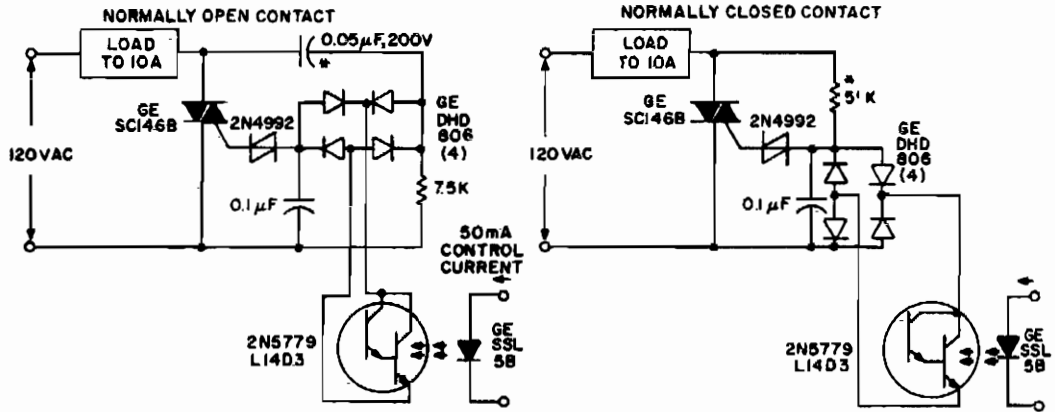 NORMALLY OPEN CONTACT
LOAD
TO 10A
0.05µF, 200V
*
GE
SC146B
2N4992
GE
DHD
806
(4)
120VAC
0.1µF
7.5K
50mA
CONTROL
CURRENT
2N5779
L14D3
GE
SSL
5B
NORMALLY CLOSED CONTACT
LOAD
TO 10A
*
51K
GE
SC146B
2N4992
GE
DHD
806
(4)
120VAC
0.1µF
2N5779
L14D3
GE
SSL
5B